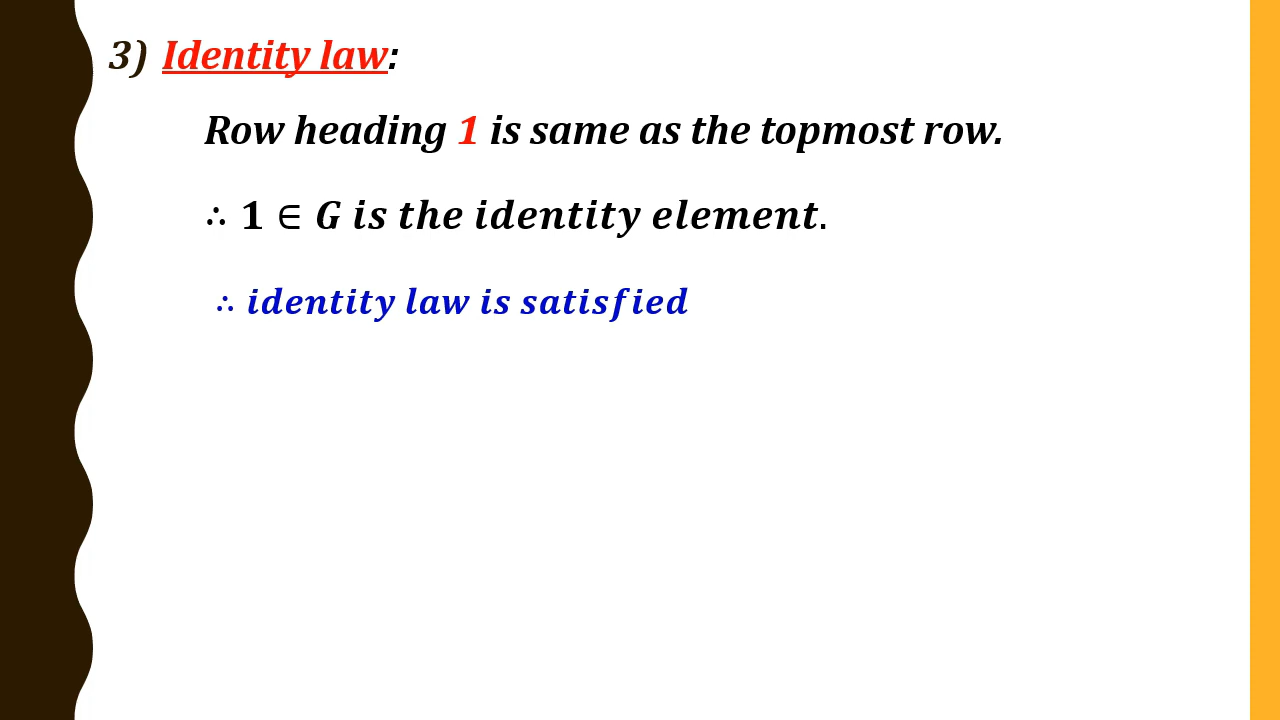 3) Identity law:
Row heading 1 is same as the topmost row.
∴ 1 ∈ G is the identity element.
∴ identity law is satisfied